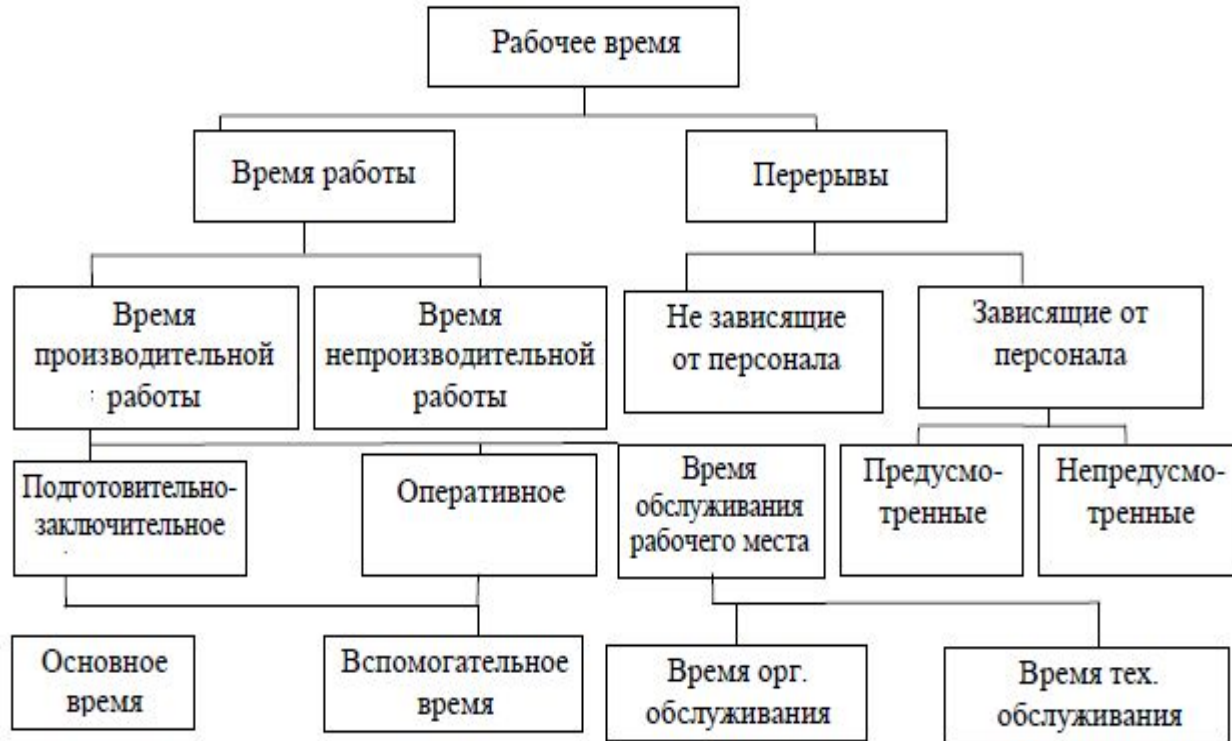 Рабочее время
Время работы
Перерывы
Время
производительной
работы
Время
непроизводительной
работы
Не зависящие
от персонала
Зависящие от
персонала
Подготовительно-
заключительное
Оперативное
Время
обслуживания
рабочего места
Предусмо-
тренные
Непредусмо-
тренные
Основное
время
Вспомогательное
время
Время орг.
обслуживания
Время тех.
обслуживания